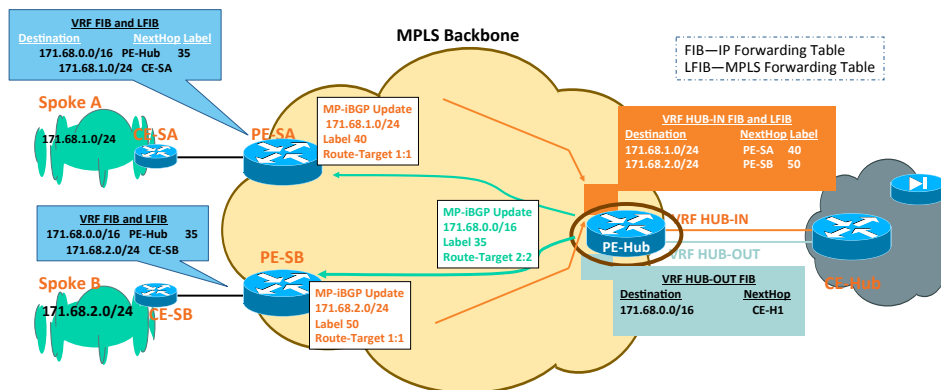 VRF FIB and LFIB
Destination NextHop Label
171.68.0.0/16 PE-Hub 35
171.68.1.0/24 CE-SA
MPLS Backbone
FIB—IP Forwarding Table
LFIB—MPLS Forwarding Table
Spoke A
171.68.1.0/24
CE-SA
PE-SA
MP-iBGP Update
171.68.1.0/24
Label 40
Route-Target 1:1
VRF HUB-IN FIB and LFIB
Destination NextHop Label
171.68.1.0/24 PE-SA 40
171.68.2.0/24 PE-SB 50
VRF FIB and LFIB
171.68.0.0/16 PE-Hub 35
171.68.2.0/24 CE-SB
MP-iBGP Update
171.68.0.0/16
Label 35
Route-Target 2:2
VRF HUB-IN
PE-Hub
VRF HUB-OUT
CE-Hub
PE-SB
Spoke B
171.68.2.0/24
CE-SB
MP-iBGP Update
171.68.2.0/24
Label 50
Route-Target 1:1
VRF HUB-OUT FIB
Destination NextHop
171.68.0.0/16 CE-H1